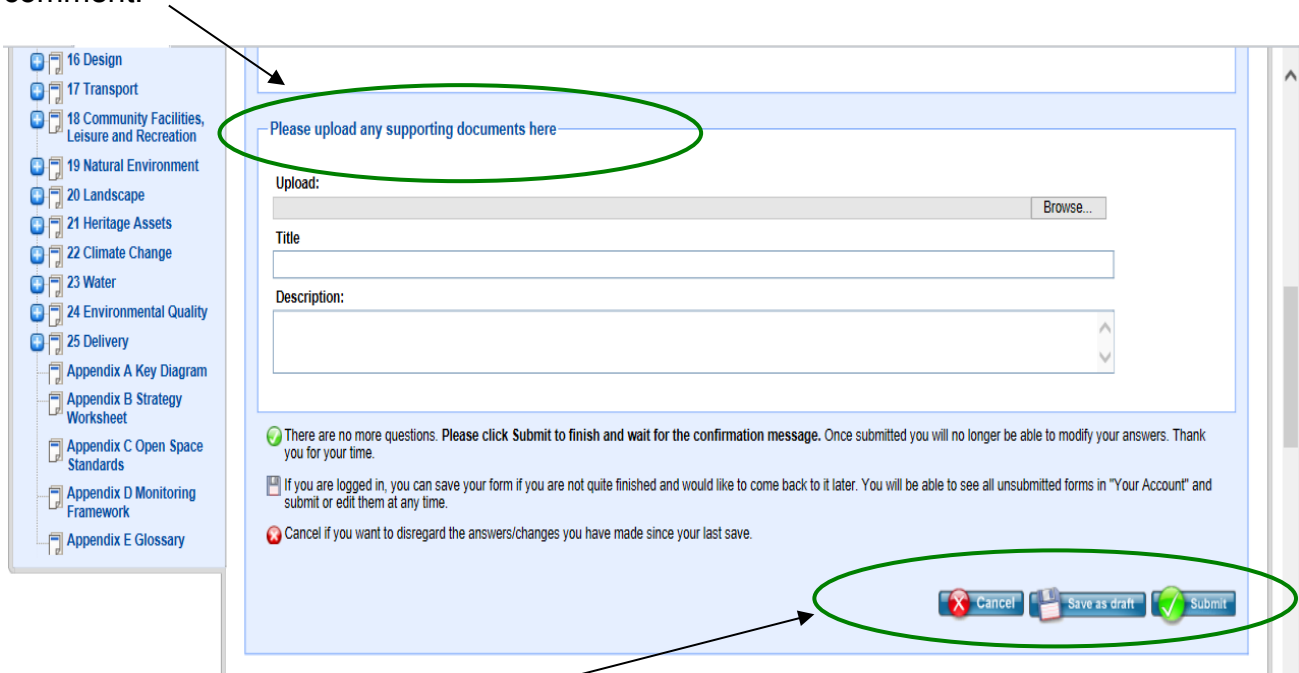 comment.
16 Design
17 Transport
18 Community Facilities,
Leisure and Recreation
19 Natural Environment
20 Landscape
21 Heritage Assets
22 Climate Change
23 Water
24 Environmental Quality
25 Delivery
Appendix A Key Diagram
Appendix B Strategy
Worksheet
Appendix C Open Space
Standards
Appendix D Monitoring
Framework
Appendix E Glossary
Please upload any supporting documents here
Upload:
Browse...
Title
Description:
There are no more questions. Please click Submit to finish and wait for the confirmation message. Once submitted you will no longer be able to modify your answers. Thank
you for your time.
If you are logged in, you can save your form if you are not quite finished and would like to come back to it later. You will be able to see all unsubmitted forms in "Your Account" and
submit or edit them at any time.
Cancel if you want to disregard the answers/changes you have made since your last save.
Cancel Save as draft Submit